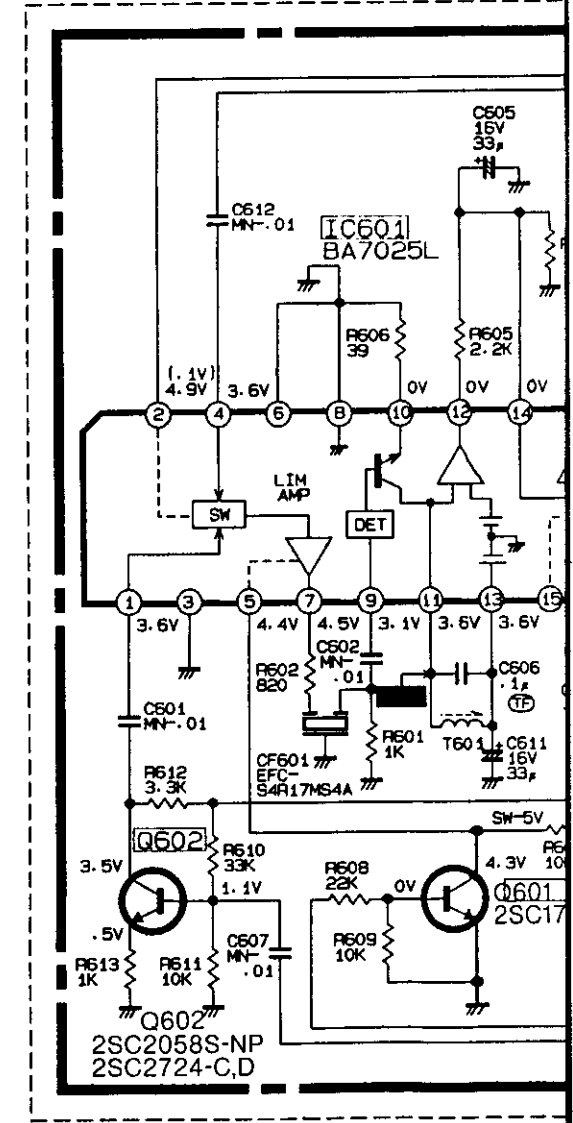 C605
16V
33μ
C612
MN-.01
IC601
BA7025L
R606
39
R605
2.2K
(.1V)
4.9V
3.6V
0V
0V
0V
2
4
6
8
10
12
14
LIM
AMP
SW
DET
1
3
5
7
9
11
13
15
3.6V
4.4V
4.5V
3.1V
3.6V
3.6V
C602
MN-
.01
R602
820
C606
.1μ
TF
C601
MN-.01
R601
1K
T601
C611
16V
33μ
CF601
EFC-
S4R17MS4A
R612
3.3K
SW-5V
Q602
R610
33K
3.5V
1.1V
R608
22K
0V
4.3V
10
Q601
2SC17
.5V
C607
MN-
.01
R609
10K
R613
1K
R611
10K
Q602
2SC2058S-NP
2SC2724-C,D